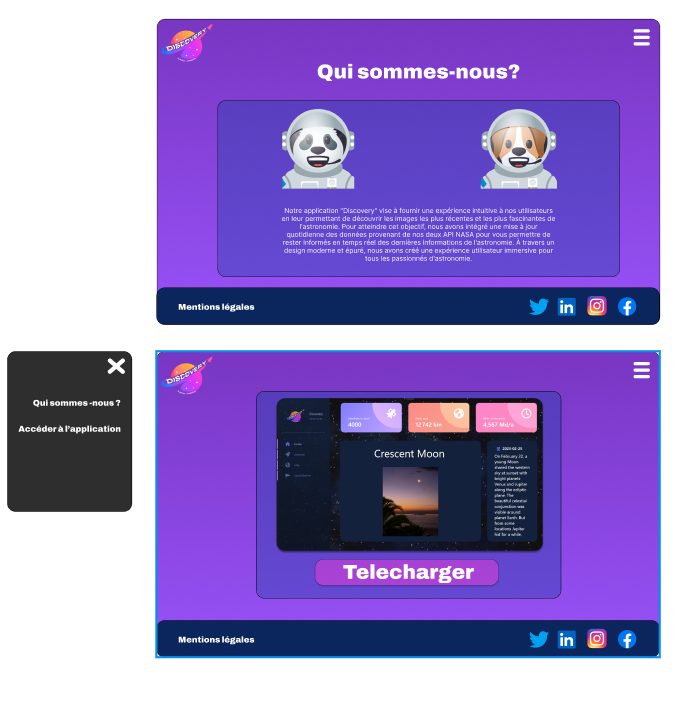 DISCOVERY
Qui sommes-nous?
Notre application "Discovery" vise à fournir une expérience intuitive à nos utilisateurs
en leur permettant de découvrir les images les plus récentes et les plus fascinantes de
l'astronomie. Pour atteindre cet objectif, nous avons intégré une mise à jour
quotidienne des données provenant de nos deux API NASA pour vous permettre de
rester informés en temps réel des dernières informations de l'astronomie. À travers un
design moderne et épuré, nous avons créé une expérience utilisateur immersive pour
tous les passionnés d'astronomie.
Mentions légales
in
Qui sommes -nous ?
Accéder à l'application
DISCOVERY
4000
12 742 km
4,567 Md/a
Crescent Moon
2023-02-25
On February 22, a
young Moon
shared the western
sky at sunset with
bright planets
Venus and Jupiter
along the ecliptic
plane. The
beautiful celestial
conjunction was
visible around
planet Earth. But
from some
locations Jupiter
hid for a while.
Telecharger
Mentions légales
in